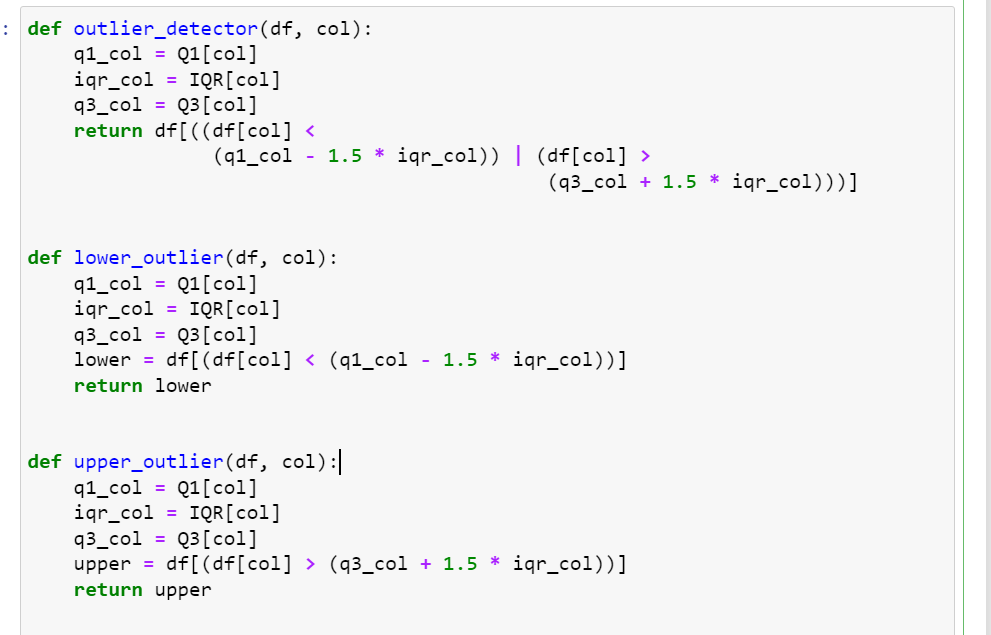 :
def outlier_detector(df, col):
    q1_col = Q1[col]
    iqr_col = IQR[col]
    q3_col = Q3[col]
    return df[((df[col] <
                (q1_col - 1.5 * iqr_col)) | (df[col] >
                                             (q3_col + 1.5 * iqr_col)))]


def lower_outlier(df, col):
    q1_col = Q1[col]
    iqr_col = IQR[col]
    q3_col = Q3[col]
    lower = df[(df[col] < (q1_col - 1.5 * iqr_col))]
    return lower


def upper_outlier(df, col):
    q1_col = Q1[col]
    iqr_col = IQR[col]
    q3_col = Q3[col]
    upper = df[(df[col] > (q3_col + 1.5 * iqr_col))]
    return upper